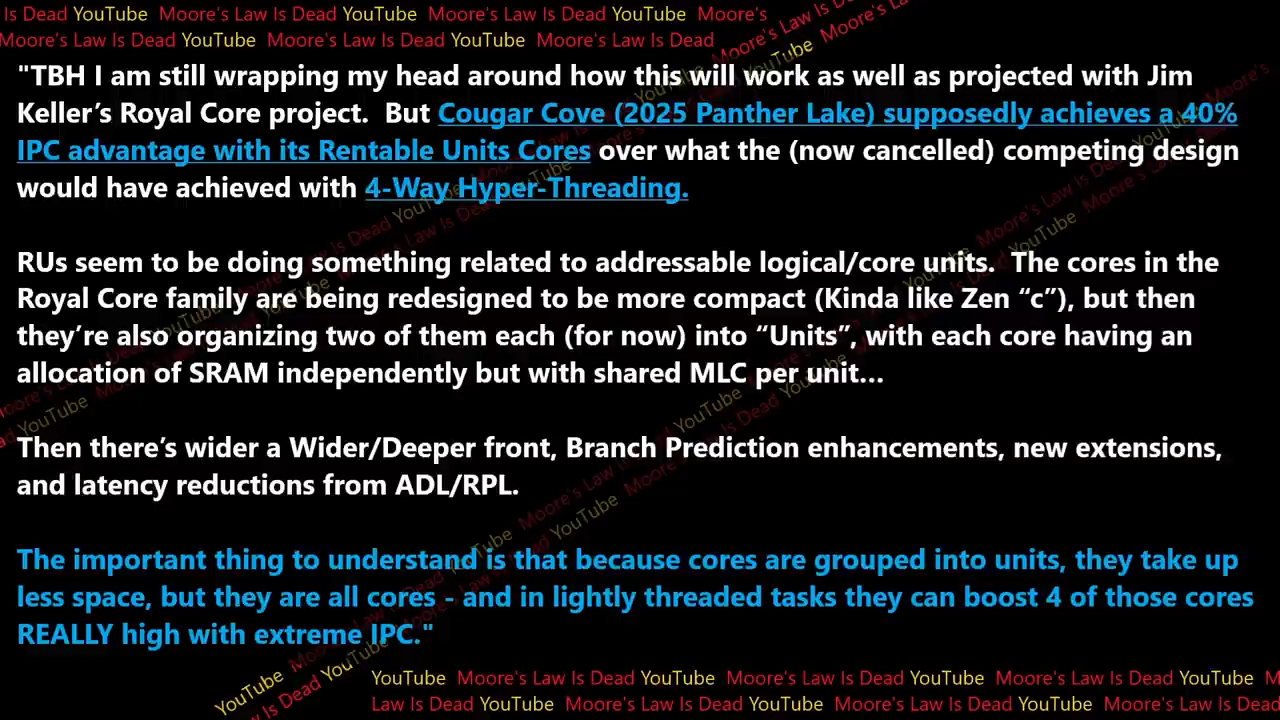 Is Dead YouTube Moore's Law Is Dead YouTube Moore's Law Is Dead YouTube Moore's
Moore's Law Is Dead YouTube Moore's Law Is Dead YouTube Moore's Law Is Dead
"TBH I am still wrapping my head around how this will work as well as projected with Jim
Keller’s Royal Core project. But Cougar Cove (2025 Panther Lake) supposedly achieves a 40%
IPC advantage with its Rentable Units Cores over what the (now cancelled) competing design
would have achieved with 4-Way Hyper-Threading.
RUs seem to be doing something related to addressable logical/core units. The cores in the
Royal Core family are being redesigned to be more compact (Kinda like Zen “c”), but then
they’re also organizing two of them each (for now) into “Units”, with each core having an
allocation of SRAM independently but with shared MLC per unit…
Then there’s wider a Wider/Deeper front, Branch Prediction enhancements, new extensions,
and latency reductions from ADL/RPL.
The important thing to understand is that because cores are grouped into units, they take up
less space, but they are all cores - and in lightly threaded tasks they can boost 4 of those cores
REALLY high with extreme IPC."
YouTube Moore's Law Is Dead YouTube Moore's Law Is Dead YouTube Moore's Law Is Dead YouTube
Law Is Dead YouTube Moore's Law Is Dead YouTube Moore's Law Is Dead YouTube Moore's Law Is Dead